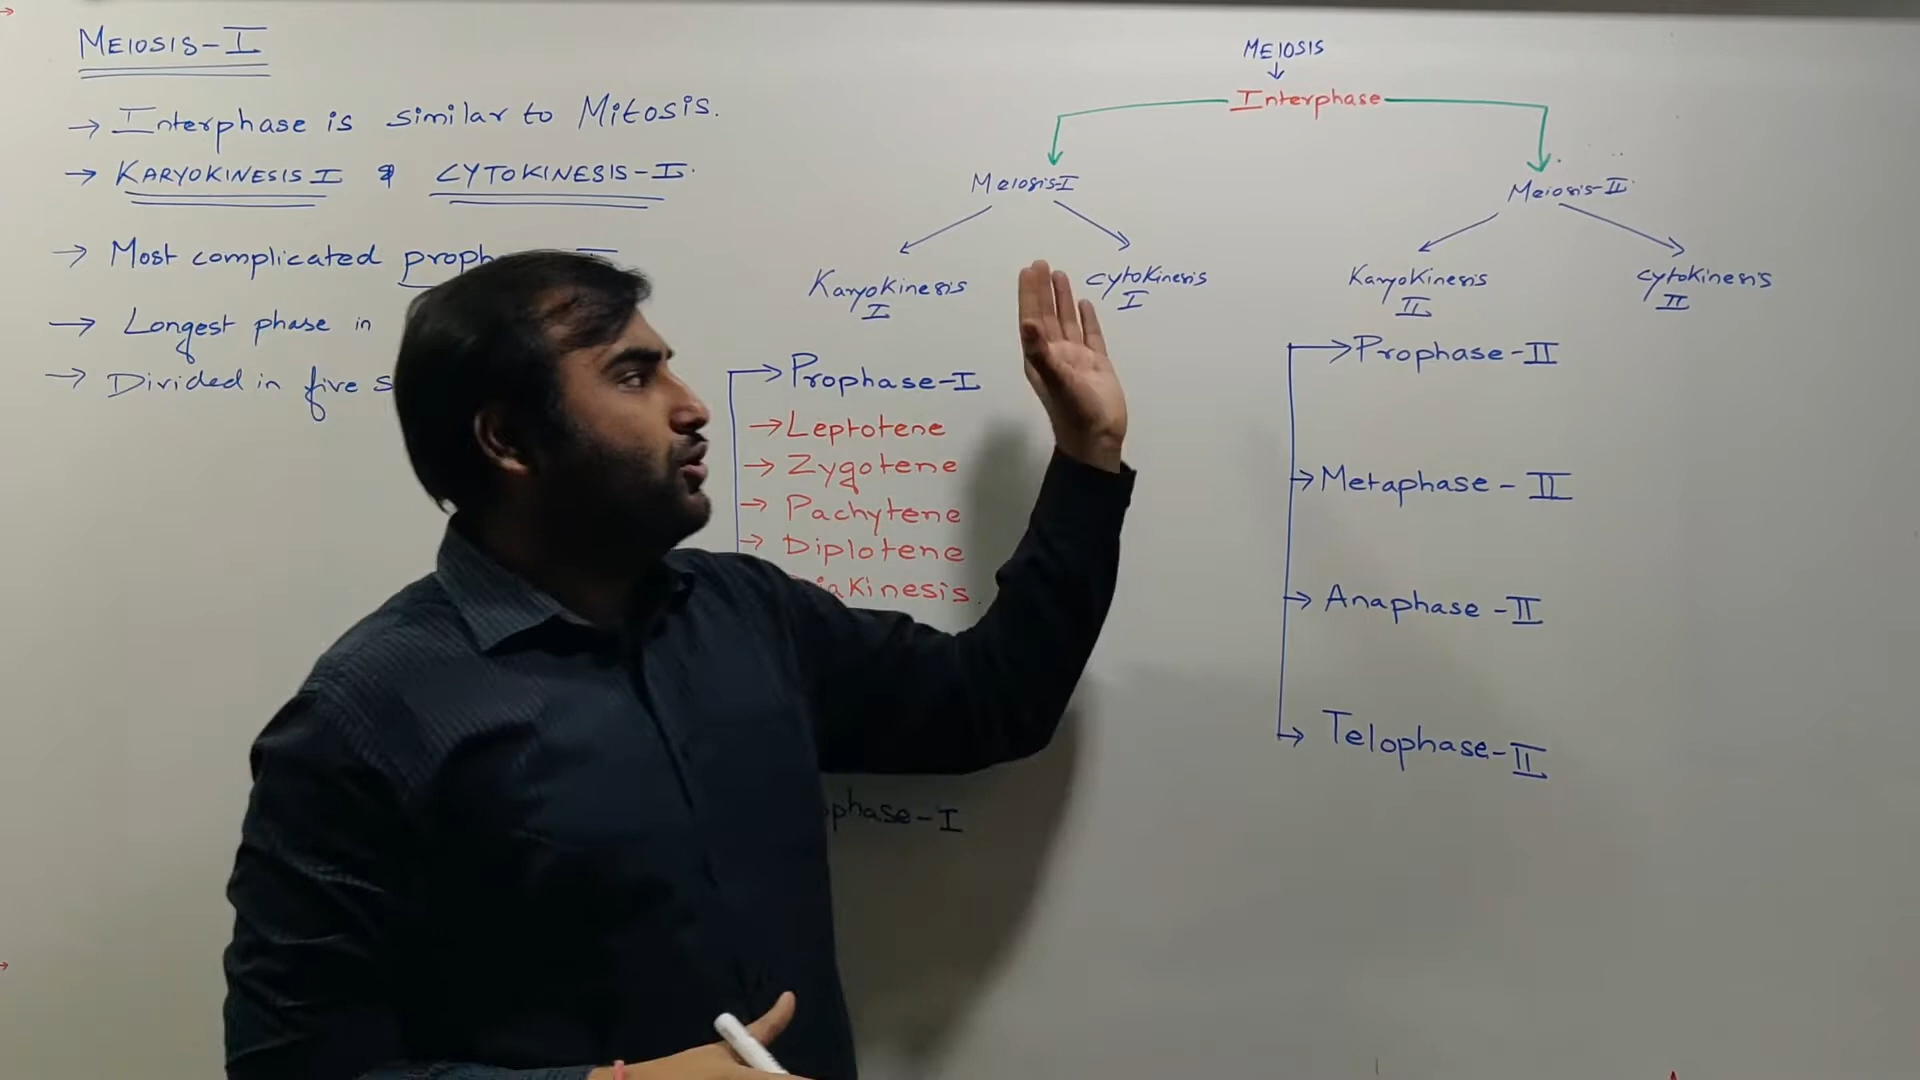 MEIOSIS-I
→ Interphase is similar to Mitosis.
→ KARYOKINESIS I & CYTOKINESIS-I.
→ Most complicated
→ Longest phase in
→ Divided in five
MEIOSIS
↓
Interphase
Meiosis-I
Meiosis-II
Karyokinesis I
Cytokinesis I
Karyokinesis II
Cytokinesis II
→ Prophase-I
→ Leptotene
→ Zygotene
→ Pachytene
→ Diplotene
→ Prophase-II
→ Metaphase-II
→ Anaphase-II
→ Telophase-II